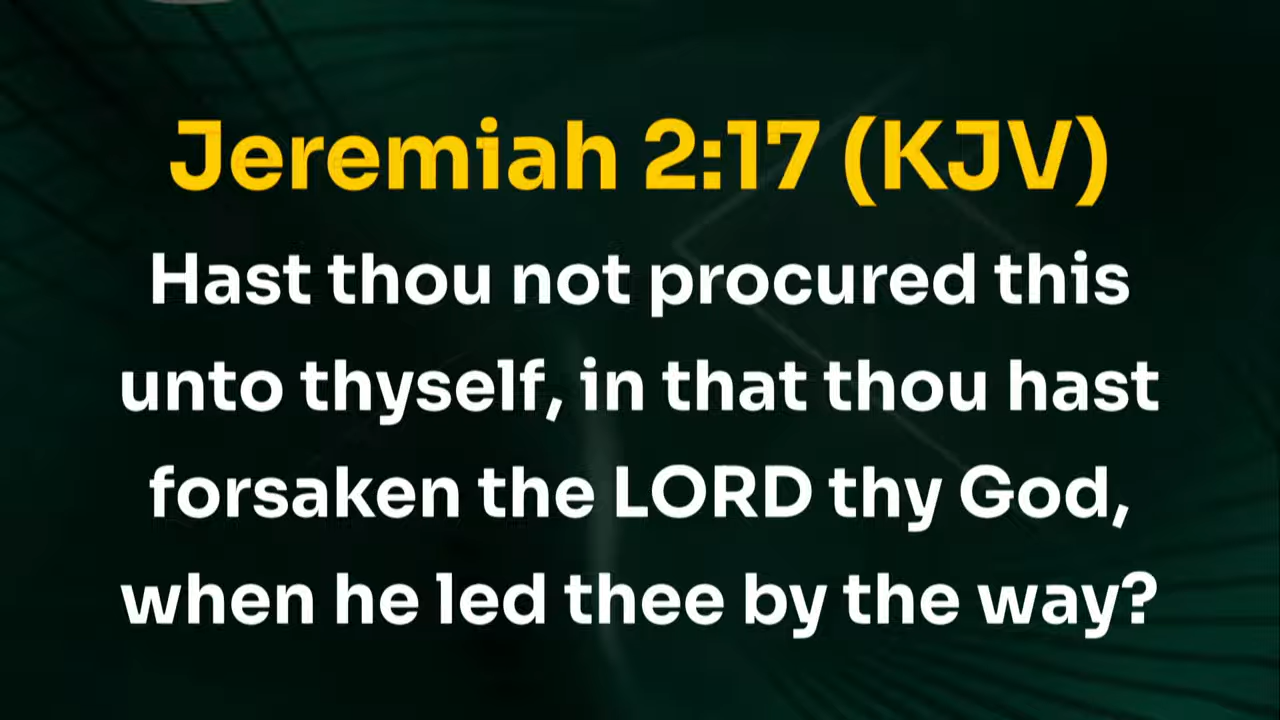 Jeremiah 2:17 (KJV)
Hast thou not procured this
unto thyself, in that thou hast
forsaken the LORD thy God,
when he led thee by the way?